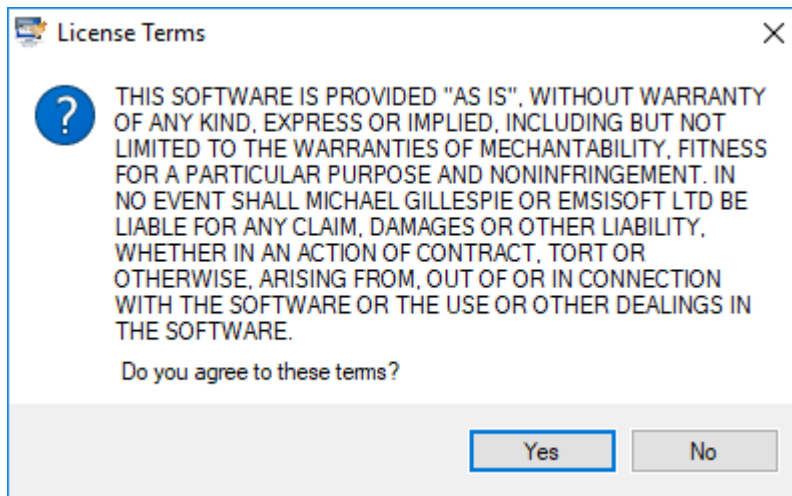 License Terms
THIS SOFTWARE IS PROVIDED "AS IS", WITHOUT WARRANTY
OF ANY KIND, EXPRESS OR IMPLIED, INCLUDING BUT NOT
LIMITED TO THE WARRANTIES OF MECHANTABILITY, FITNESS
FOR A PARTICULAR PURPOSE AND NONINFRINGEMENT. IN
NO EVENT SHALL MICHAEL GILLESPIE OR EMSISOFT LTD BE
LIABLE FOR ANY CLAIM, DAMAGES OR OTHER LIABILITY,
WHETHER IN AN ACTION OF CONTRACT, TORT OR
OTHERWISE, ARISING FROM, OUT OF OR IN CONNECTION
WITH THE SOFTWARE OR THE USE OR OTHER DEALINGS IN
THE SOFTWARE.
Do you agree to these terms?
Yes No